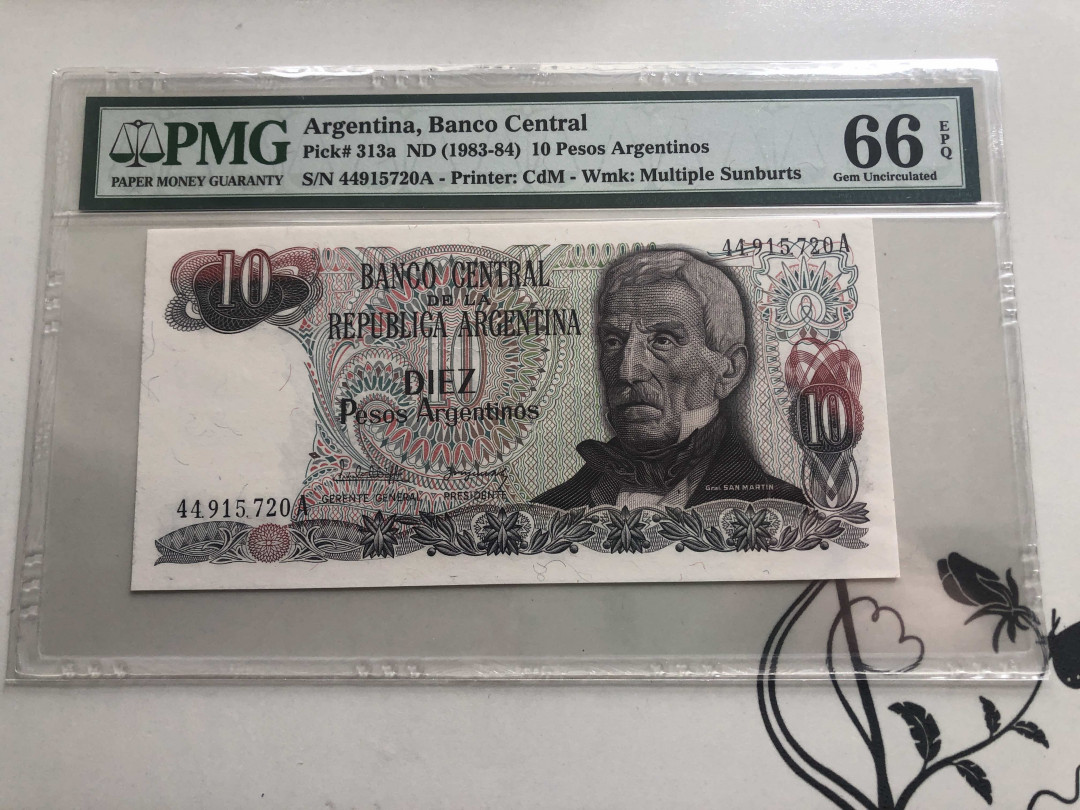 PMG
PAPER MONEY GUARANTY
Argentina, Banco Central
Pick# 313a ND (1983-84) 10 Pesos Argentinos
S/N 44915720A - Printer: CdM - Wmk: Multiple Sunburts
66
EPQ
Gem Uncirculated
44.915.720A
10
BANCO CENTRAL
DE LA
REPUBLICA ARGENTINA
10
DIEZ
Pesos Argentinos
10
GERENTE GENERAL PRESIDENTE
Gral. SAN MARTIN
44.915.720A